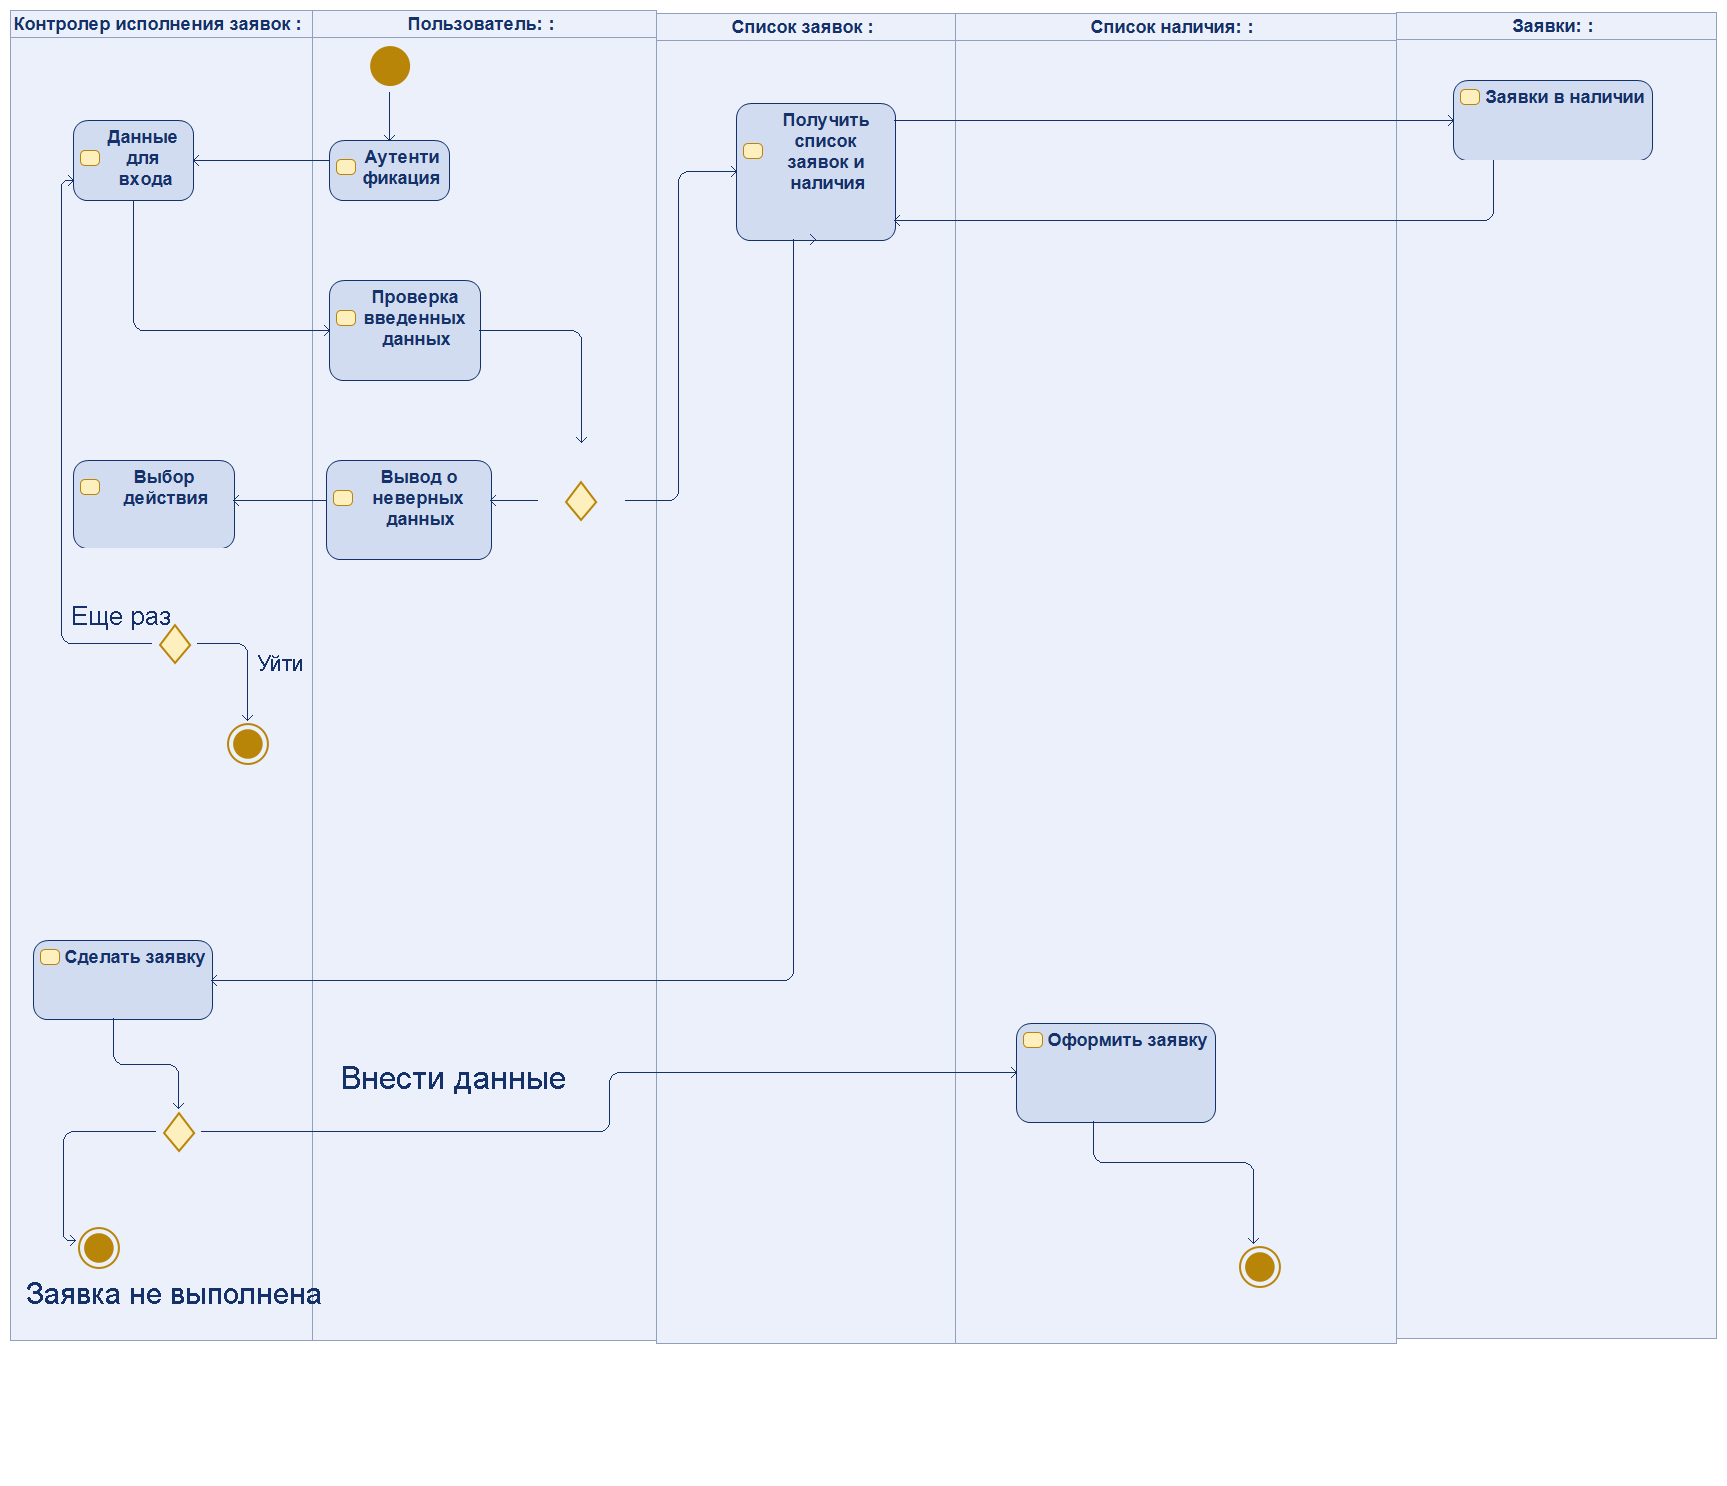 Контролер исполнения заявок :
Пользователь: :
Список заявок :
Список наличия: :
Заявки: :
Данные
для
входа
Аутенти
фикация
Получить
список
заявок и
наличия
Заявки в наличии
Проверка
введенных
данных
Выбор
действия
Вывод о
неверных
данных
Еще раз
Уйти
Сделать заявку
Оформить заявку
Внести данные
Заявка не выполнена